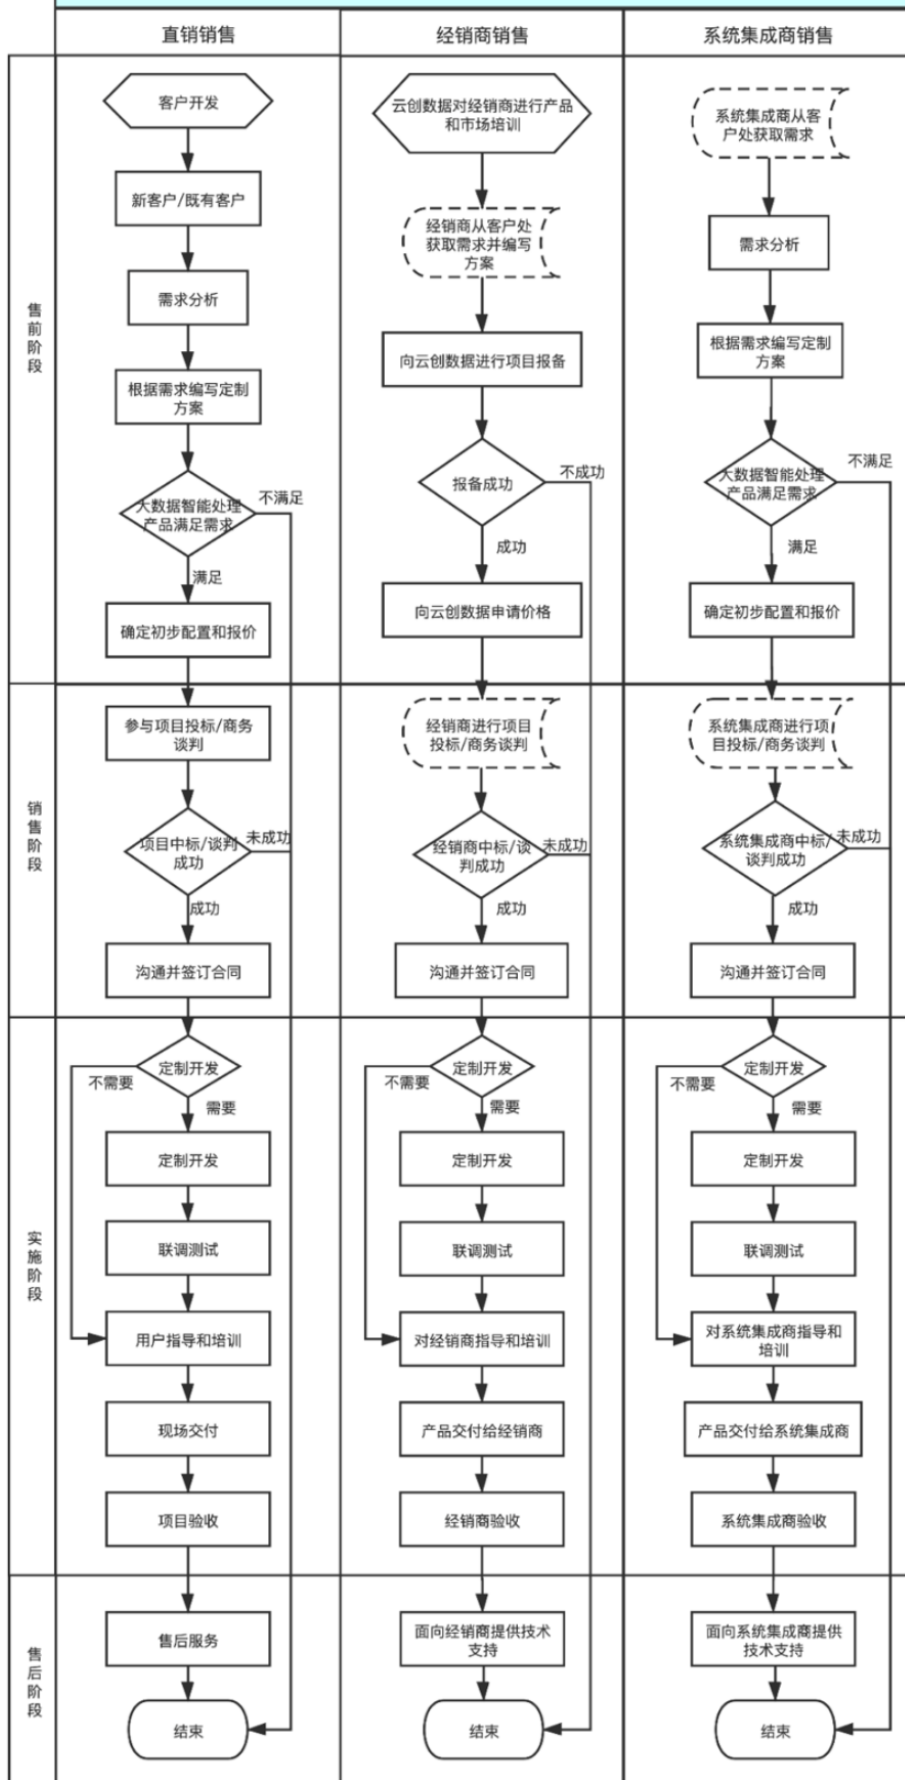 直销销售
经销商销售
系统集成商销售
售
前
阶
段
客户开发
新客户/既有客户
需求分析
根据需求编写定制
方案
大数据智能处理
产品满足需求
不满足
满足
确定初步配置和报价
云创数据对经销商进行产品
和市场培训
经销商从客户处
获取需求并编写
方案
向云创数据进行项目报备
报备成功
不成功
成功
向云创数据申请价格
系统集成商从客
户处获取需求
需求分析
根据需求编写定制
方案
大数据智能处理
产品满足需求
不满足
满足
确定初步配置和报价
销
售
阶
段
参与项目投标/商务
谈判
项目中标/谈判
成功
未成功
成功
沟通并签订合同
经销商进行项目
投标/商务谈判
经销商中标/谈
判成功
未成功
成功
沟通并签订合同
系统集成商进行项
目投标/商务谈判
系统集成商中标/
谈判成功
未成功
成功
沟通并签订合同
实
施
阶
段
定制开发
不需要
需要
定制开发
联调测试
用户指导和培训
现场交付
项目验收
定制开发
不需要
需要
定制开发
联调测试
对经销商指导和培训
产品交付给经销商
经销商验收
定制开发
不需要
需要
定制开发
联调测试
对系统集成商指导和
培训
产品交付给系统集成商
系统集成商验收
售
后
阶
段
售后服务
结束
面向经销商提供技术
支持
结束
面向系统集成商提供
技术支持
结束